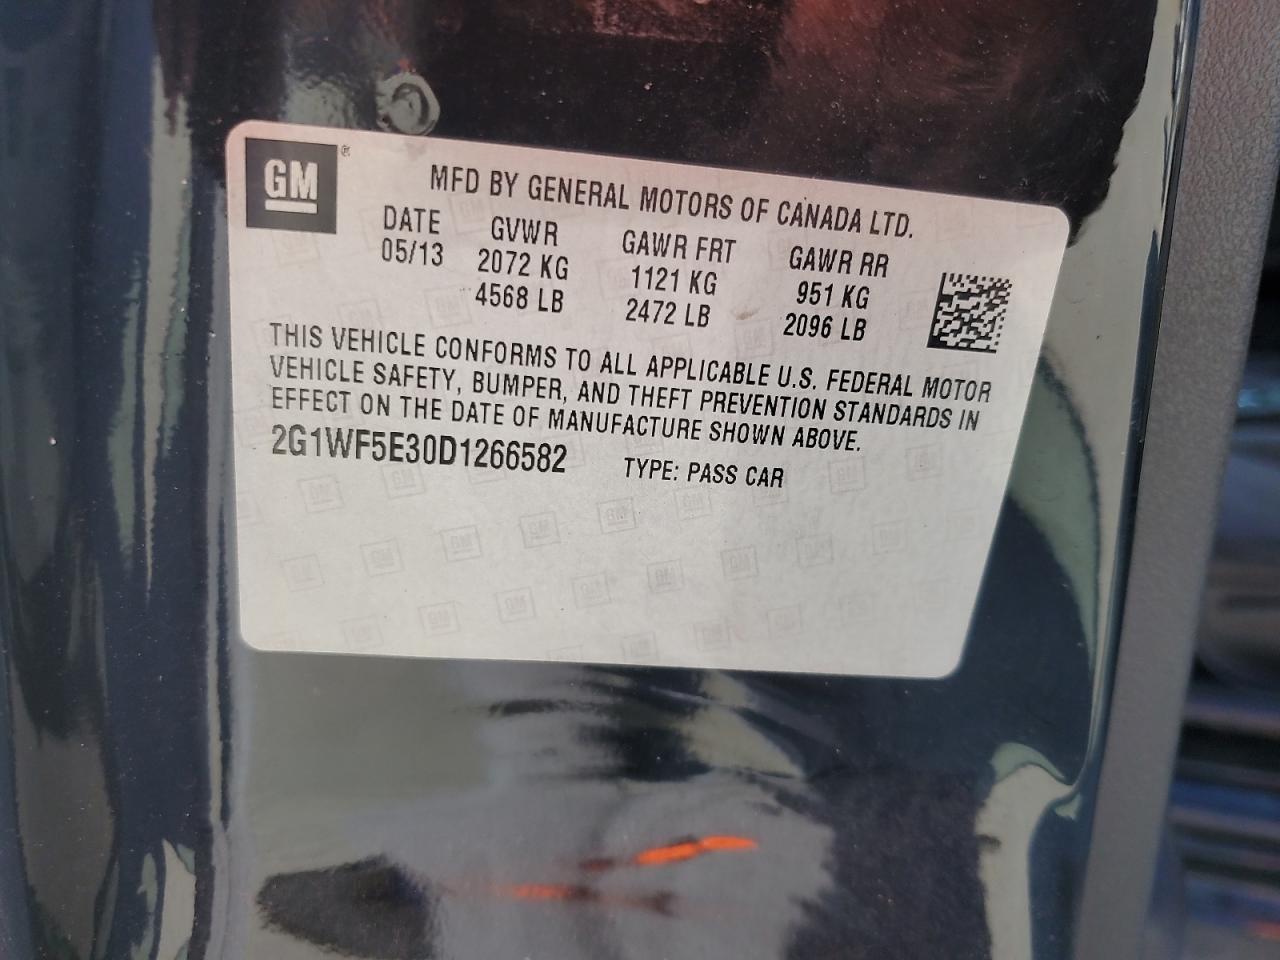 GM ®
MFD BY GENERAL MOTORS OF CANADA LTD.
DATE GVWR GAWR FRT GAWR RR
05/13 2072 KG 1121 KG 951 KG
4568 LB 2472 LB 2096 LB
THIS VEHICLE CONFORMS TO ALL APPLICABLE U.S. FEDERAL MOTOR
VEHICLE SAFETY, BUMPER, AND THEFT PREVENTION STANDARDS IN
EFFECT ON THE DATE OF MANUFACTURE SHOWN ABOVE.
2G1WF5E30D1266582 TYPE: PASS CAR